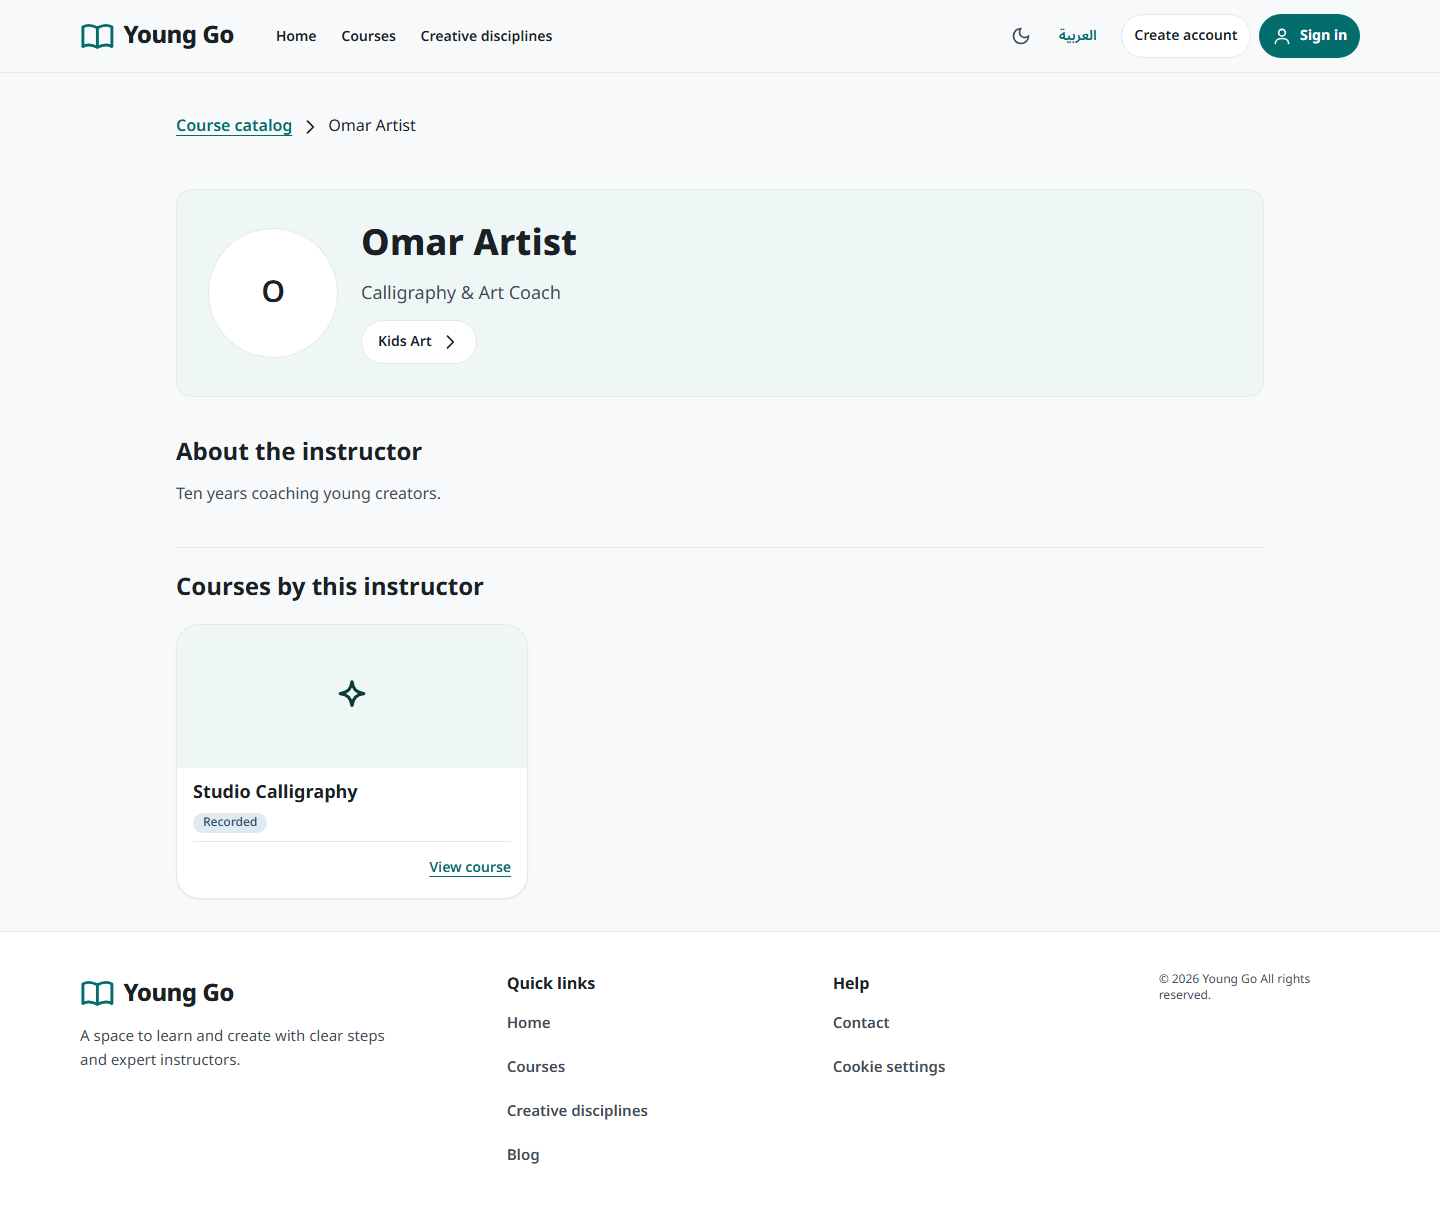 Young Go
Home
Courses
Creative disciplines
العربية
Create account
Sign in
Course catalog
Omar Artist
O
Omar Artist
Calligraphy & Art Coach
Kids Art
About the instructor
Ten years coaching young creators.
Courses by this instructor
Studio Calligraphy
Recorded
View course
Young Go
A space to learn and create with clear steps
and expert instructors.
Quick links
Home
Courses
Creative disciplines
Blog
Help
Contact
Cookie settings
© 2026 Young Go All rights
reserved.